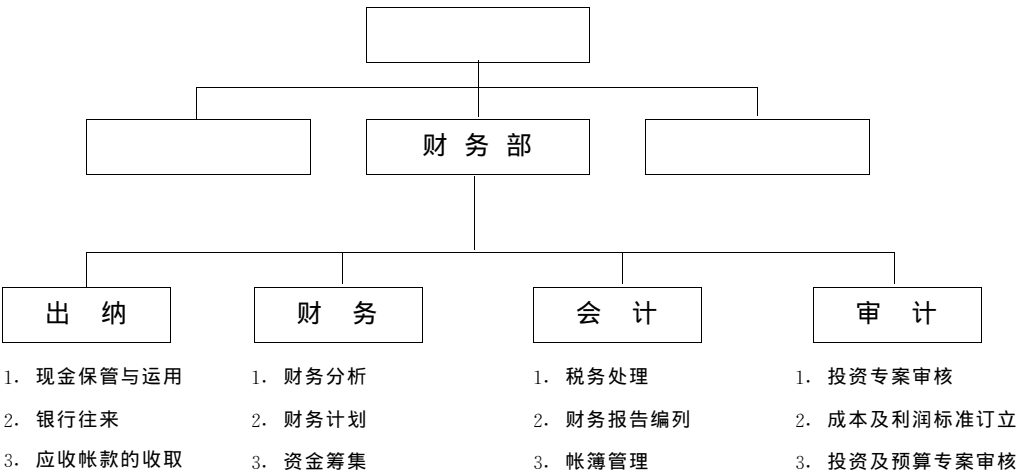 财务部
出纳 财务 会计 审计
1. 现金保管与运用 1. 财务分析 1. 税务处理 1. 投资专案审核
2. 银行往来 2. 财务计划 2. 财务报告编列 2. 成本及利润标准订立
3. 应收帐款的收取 3. 资金筹集 3. 帐簿管理 3. 投资及预算专案审核